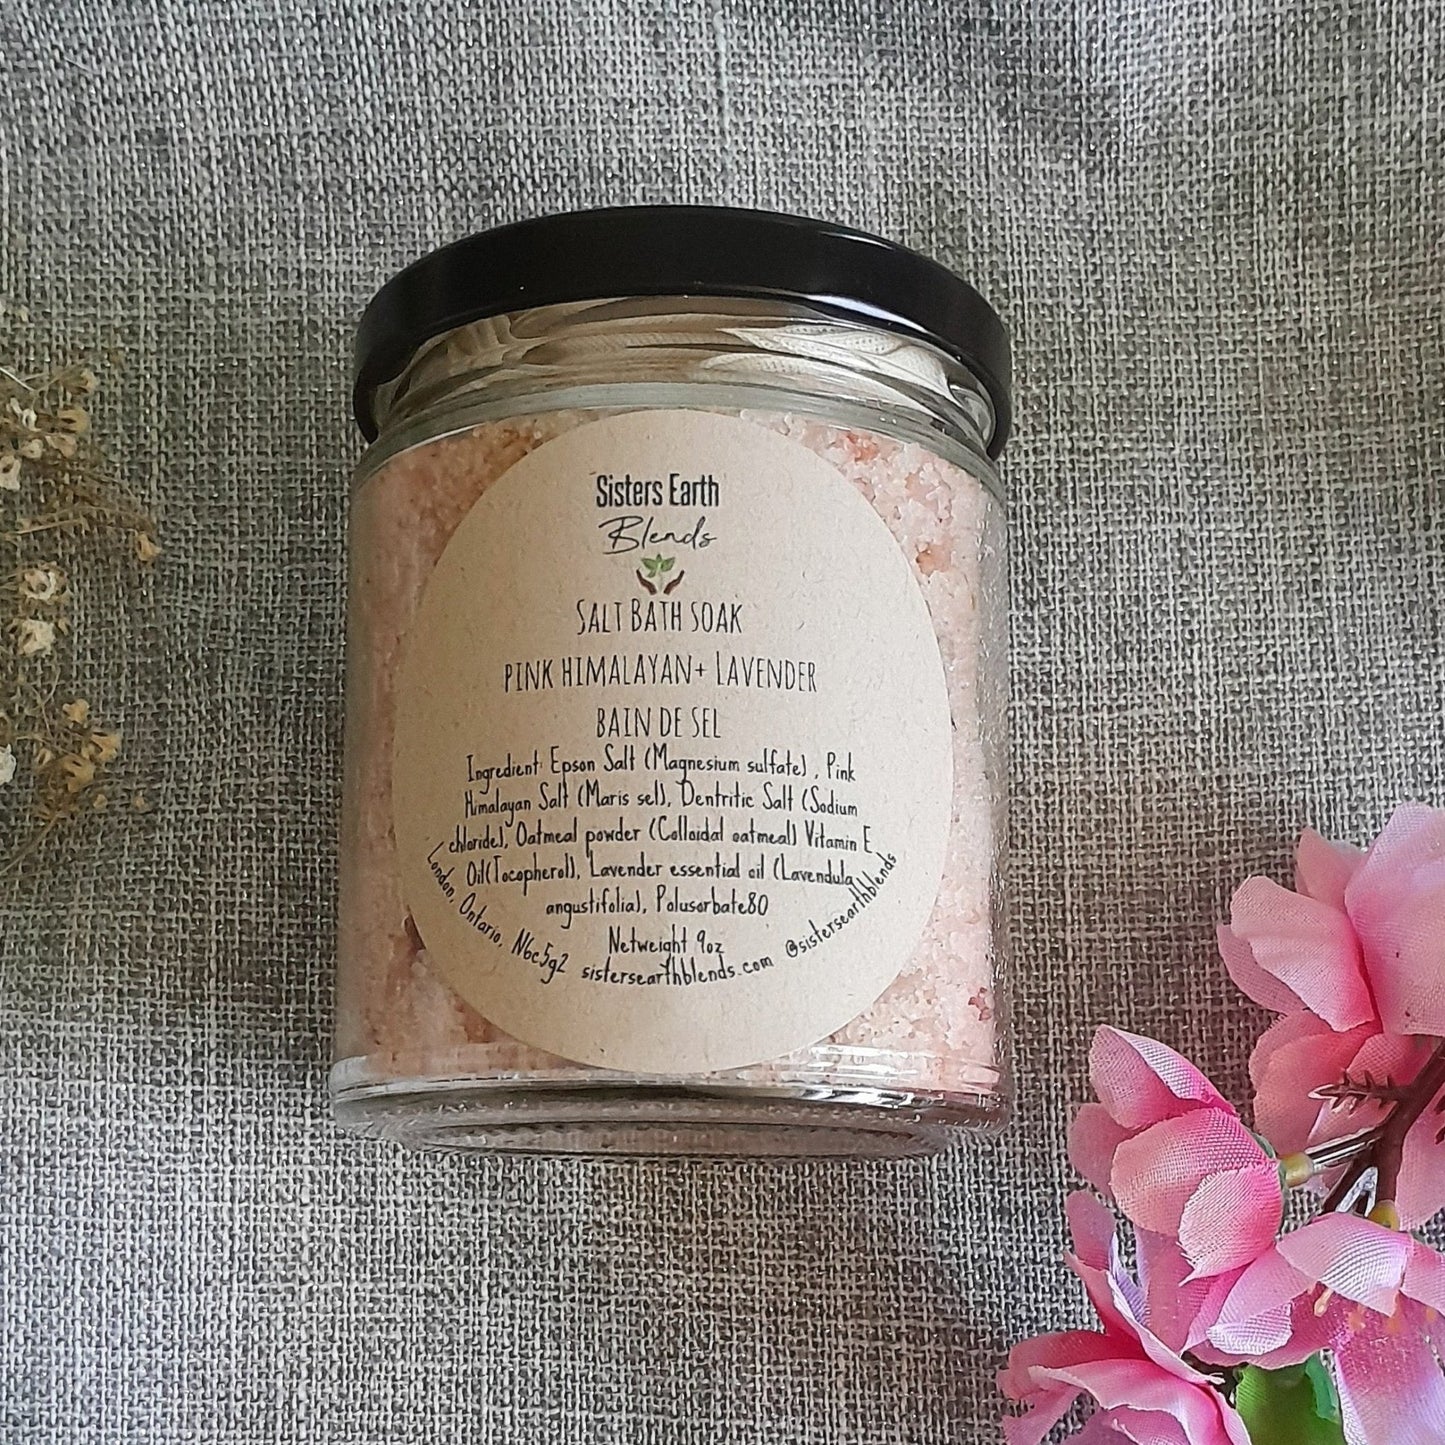 Sisters Earth
Blends
SALT BATH SOAK
PINK HIMALAYAN+ LAVENDER
BAIN DE SEL
Ingredient: Epson Salt (Magnesium sulfate) , Pink
Himalayan Salt (Maris sel), Dentritic Salt (Sodium
chloride), Oatmeal powder (Colloidal oatmeal) Vitamin E
Oil(Tocopherol), Lavender essential oil (Lavendula
angustifolia), Polusorbate80
Netweight 9oz
London, Ontario. N6c5g2 sistersearthblends.com @sistersearthblends